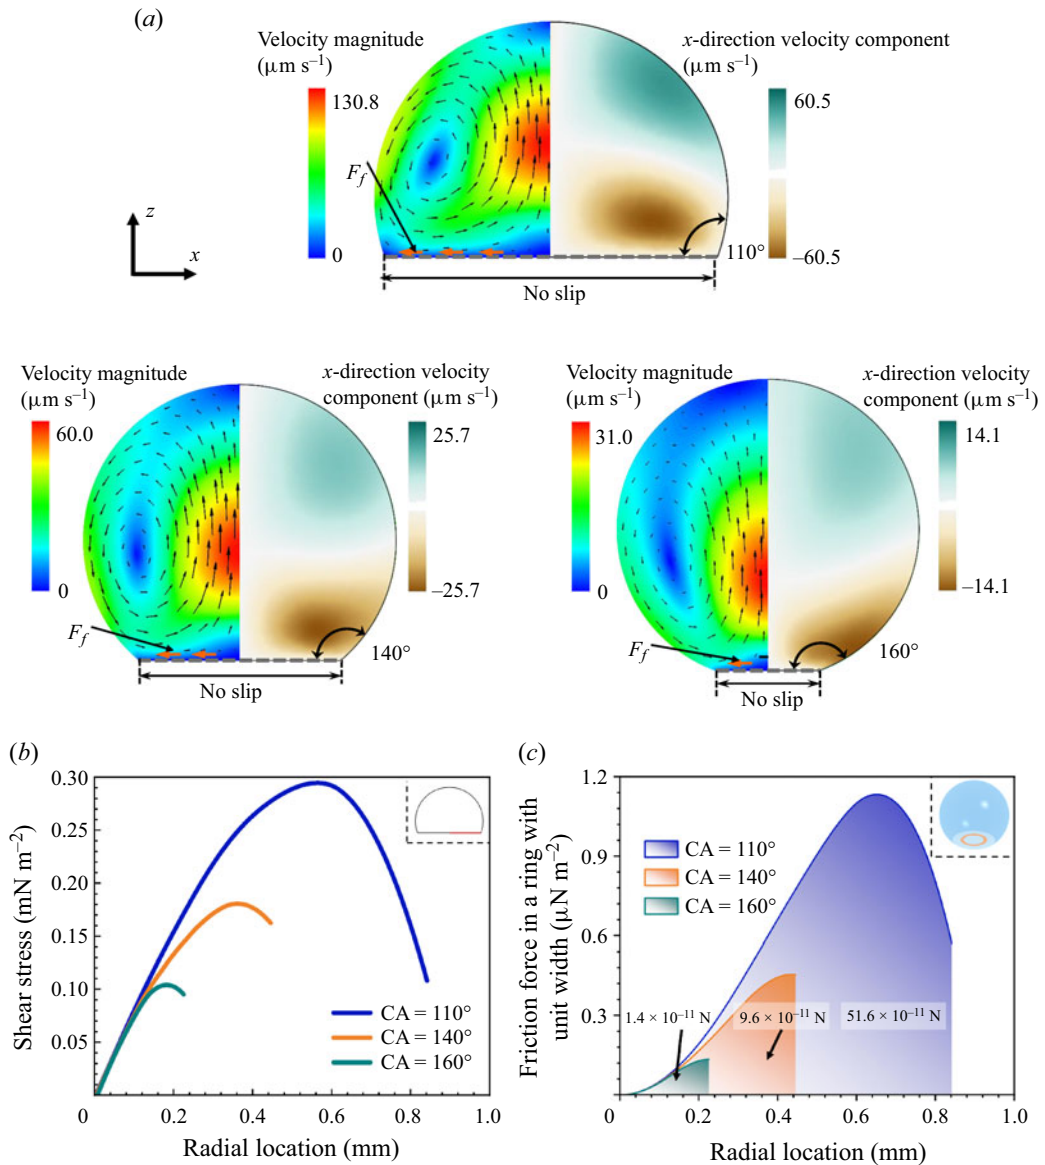 (a)
Velocity magnitude
(μm s⁻¹)
130.8
0
x-direction velocity component
(μm s⁻¹)
60.5
–60.5
F_f
z
x
110°
No slip
Velocity magnitude
(μm s⁻¹)
60.0
0
x-direction velocity
component (μm s⁻¹)
25.7
–25.7
F_f
140°
No slip
Velocity magnitude
(μm s⁻¹)
31.0
0
x-direction velocity
component (μm s⁻¹)
14.1
–14.1
F_f
160°
No slip
(b)
Shear stress (mN m⁻²)
0.30
0.25
0.20
0.15
0.10
0.05
CA = 110°
CA = 140°
CA = 160°
0
0.2
0.4
0.6
0.8
1.0
Radial location (mm)
(c)
Friction force in a ring with
unit width (μN m⁻²)
1.2
0.9
0.6
0.3
CA = 110°
CA = 140°
CA = 160°
1.4 × 10⁻¹¹ N
9.6 × 10⁻¹¹ N
51.6 × 10⁻¹¹ N
0
0.2
0.4
0.6
0.8
1.0
Radial location (mm)